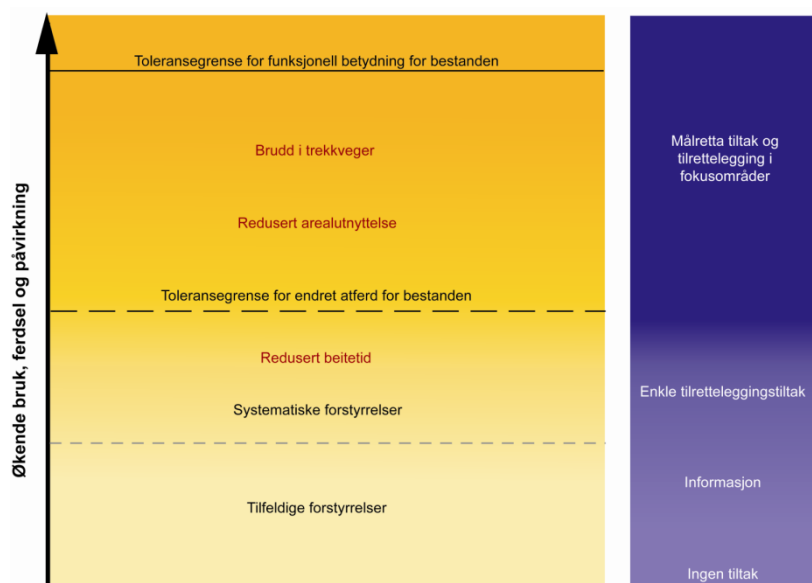 Økende bruk, ferdsel og påvirkning
Toleransegrense for funksjonell betydning for bestanden
Brudd i trekkveger
Redusert arealutnyttelse
Toleransegrense for endret atferd for bestanden
Redusert beitetid
Systematiske forstyrrelser
Tilfeldige forstyrrelser
Målretta tiltak og
tilrettelegging i
fokusområder
Enkle tilretteleggingstiltak
Informasjon
Ingen tiltak